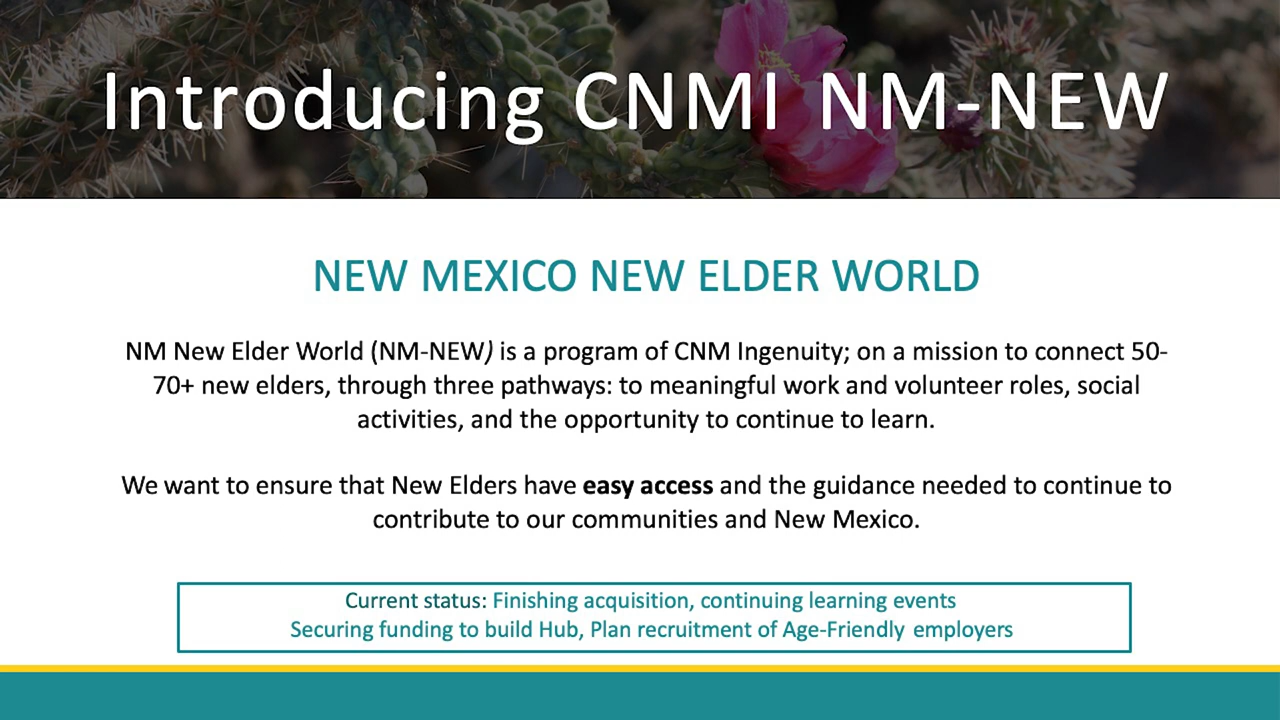 Introducing CNMI NM-NEW
NEW MEXICO NEW ELDER WORLD
NM New Elder World (NM-NEW) is a program of CNM Ingenuity; on a mission to connect 50-
70+ new elders, through three pathways: to meaningful work and volunteer roles, social
activities, and the opportunity to continue to learn.
We want to ensure that New Elders have easy access and the guidance needed to continue to
contribute to our communities and New Mexico.
Current status: Finishing acquisition, continuing learning events
Securing funding to build Hub, Plan recruitment of Age-Friendly employers